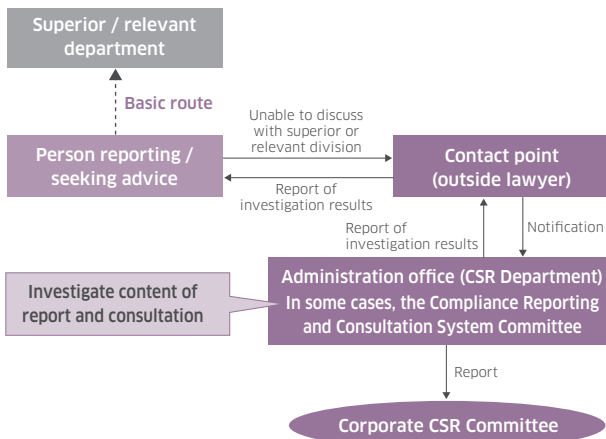 Superior / relevant
department
Basic route
Unable to discuss
with superior or
relevant division
Person reporting /
seeking advice
Contact point
(outside lawyer)
Report of
investigation results
Report of
investigation results
Notification
Investigate content of
report and consultation
Administration office (CSR Department)
In some cases, the Compliance Reporting
and Consultation System Committee
Report
Corporate CSR Committee